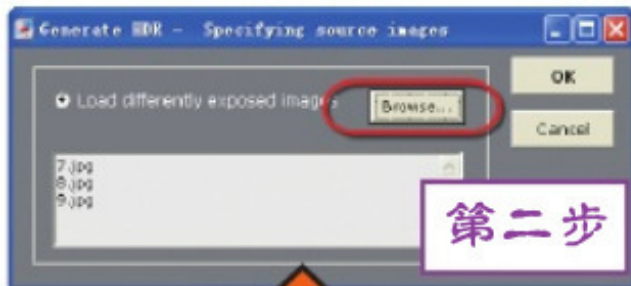 Generate HDR - Specifying source images
Load differently exposed images
Browse...
OK
Cancel
7.jpg
8.jpg
9.jpg
第二步